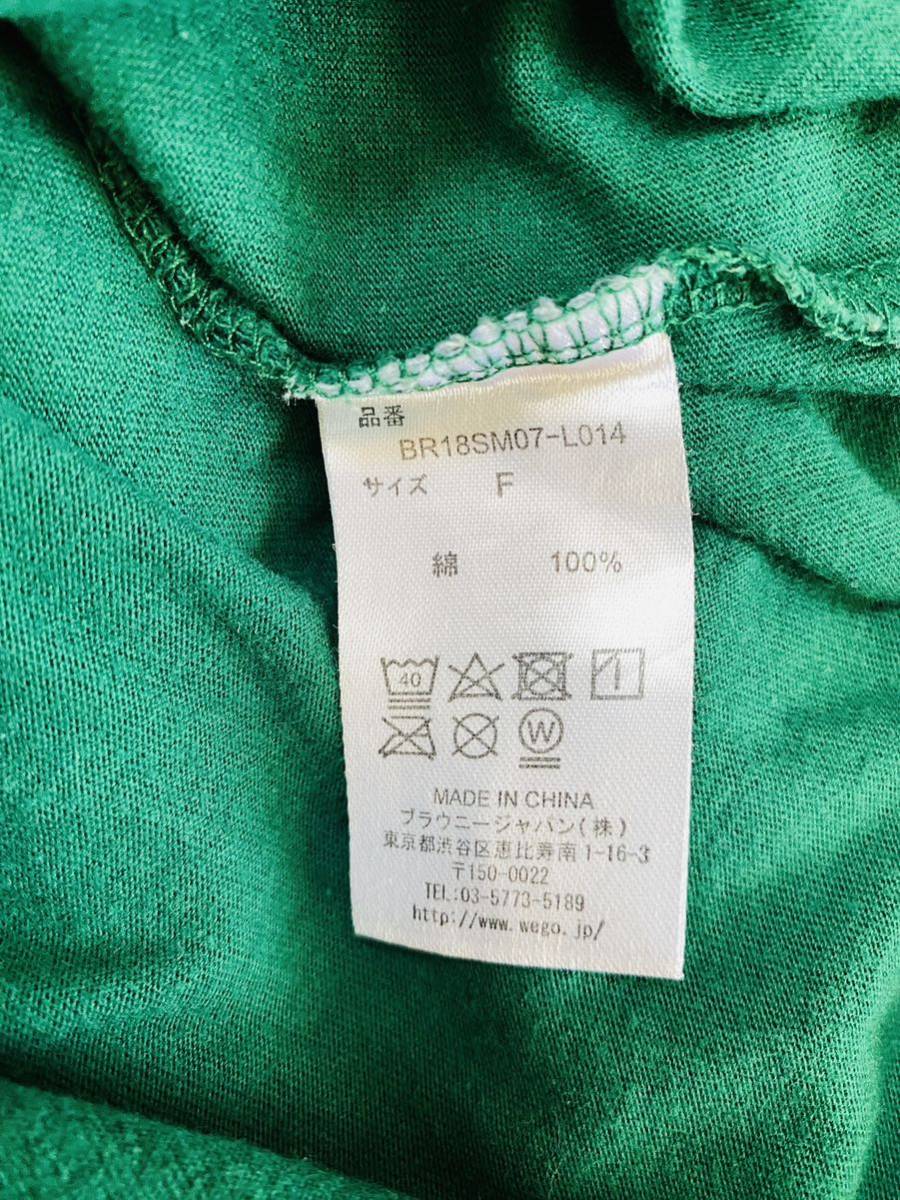 品番
BR18SM07-L014
サイズ F
綿 100%
40
W
MADE IN CHINA
ブラウニージャパン(株)
東京都渋谷区恵比寿南1-16-3
〒150-0022
TEL:03-5773-5189
http://www.wego.jp/